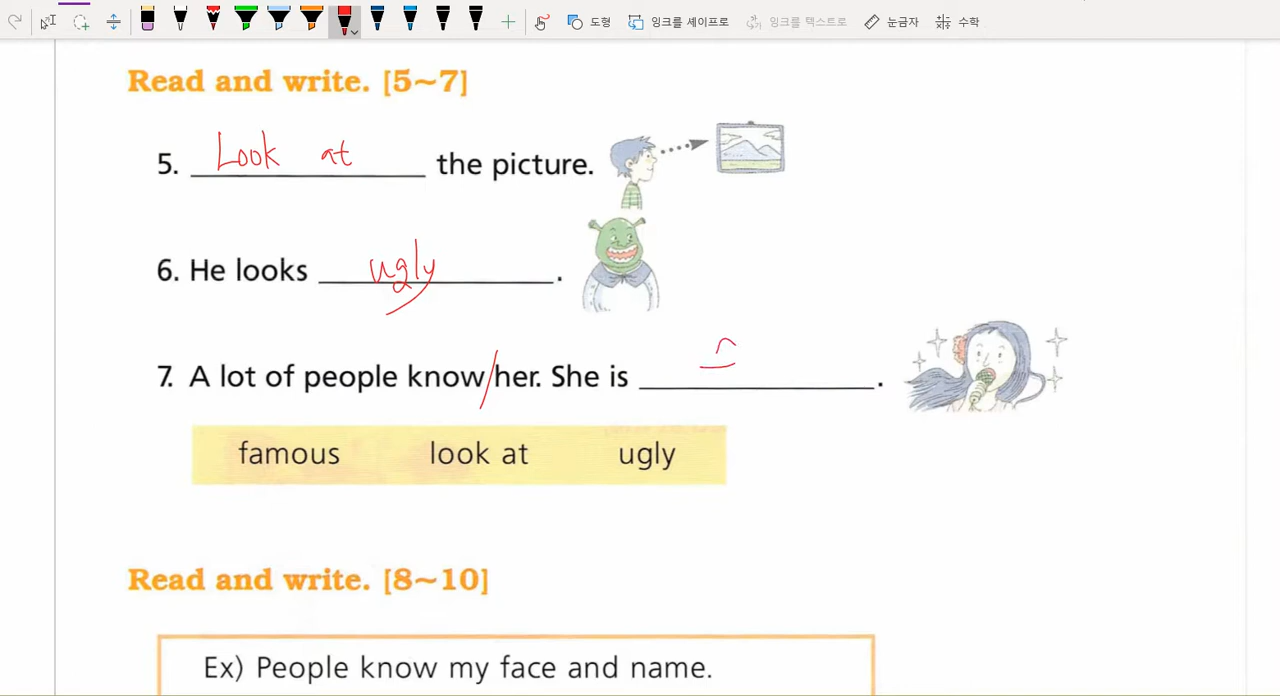 도형 잉크를 셰이프로 잉크를 텍스트로 눈금자 수학
Read and write. [5~7]
5. Look at the picture.
6. He looks ugly.
7. A lot of people know / her. She is ____________.
famous look at ugly
Read and write. [8~10]
Ex) People know my face and name.